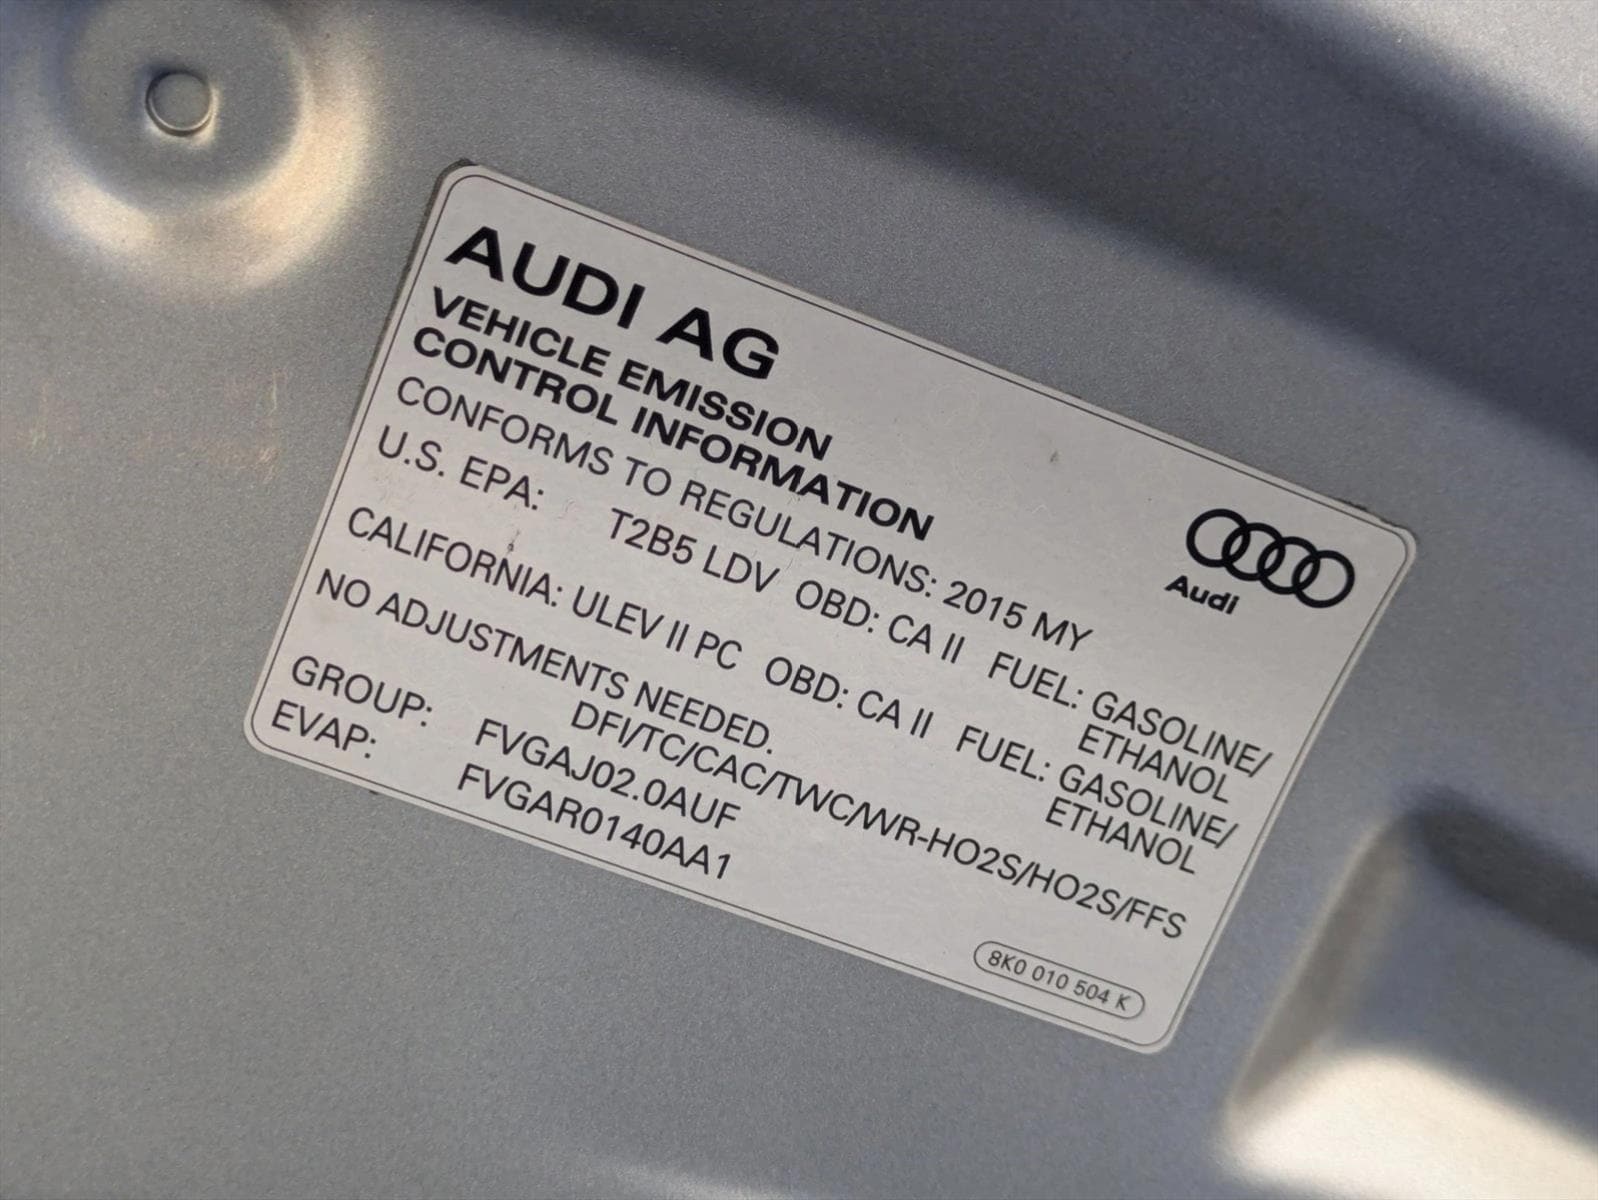 AUDI AG
VEHICLE EMISSION
CONTROL INFORMATION
CONFORMS TO REGULATIONS: 2015 MY
U.S. EPA: T2B5 LDV OBD: CA II FUEL: GASOLINE/
ETHANOL
CALIFORNIA: ULEV II PC OBD: CA II FUEL: GASOLINE/
ETHANOL
NO ADJUSTMENTS NEEDED.
DFI/TC/CAC/TWC/WR-HO2S/HO2S/FFS
GROUP: FVGAJ02.0AUF
EVAP: FVGAR0140AA1
Audi
8K0 010 504 K